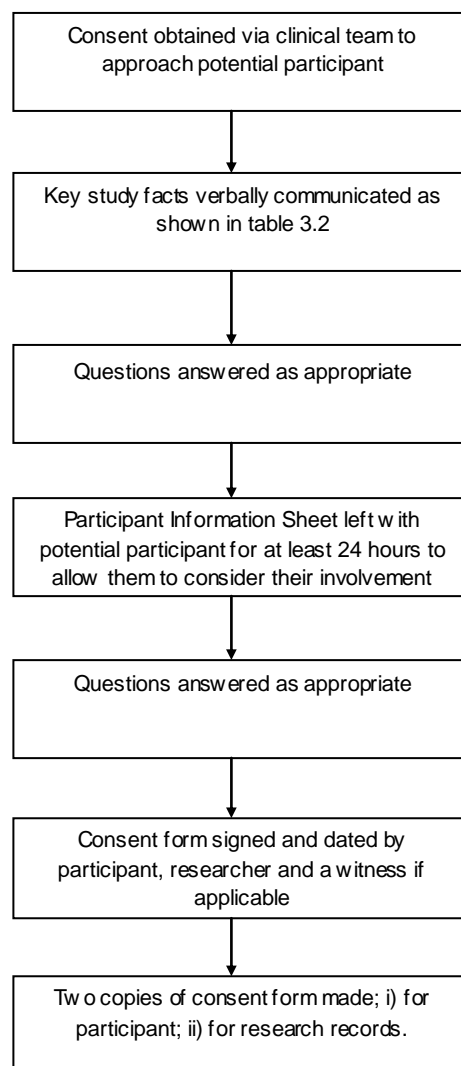 Consent obtained via clinical team to
approach potential participant
Key study facts verbally communicated as
shown in table 3.2
Questions answered as appropriate
Participant Information Sheet left with
potential participant for at least 24 hours to
allow them to consider their involvement
Questions answered as appropriate
Consent form signed and dated by
participant, researcher and a witness if
applicable
Two copies of consent form made; i) for
participant; ii) for research records.